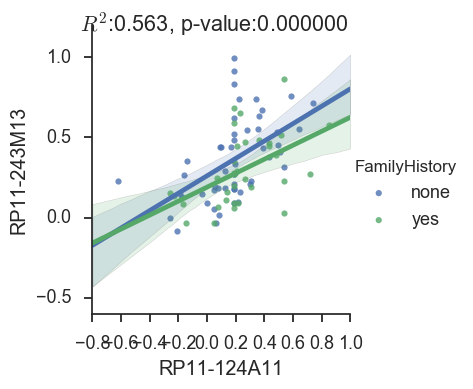 R²:0.563, p-value:0.000000
1.0
0.5
0.0
−0.5
RP11-243M13
FamilyHistory
none
yes
−0.8 −0.6 −0.4 −0.2 0.0 0.2 0.4 0.6 0.8 1.0
RP11-124A11